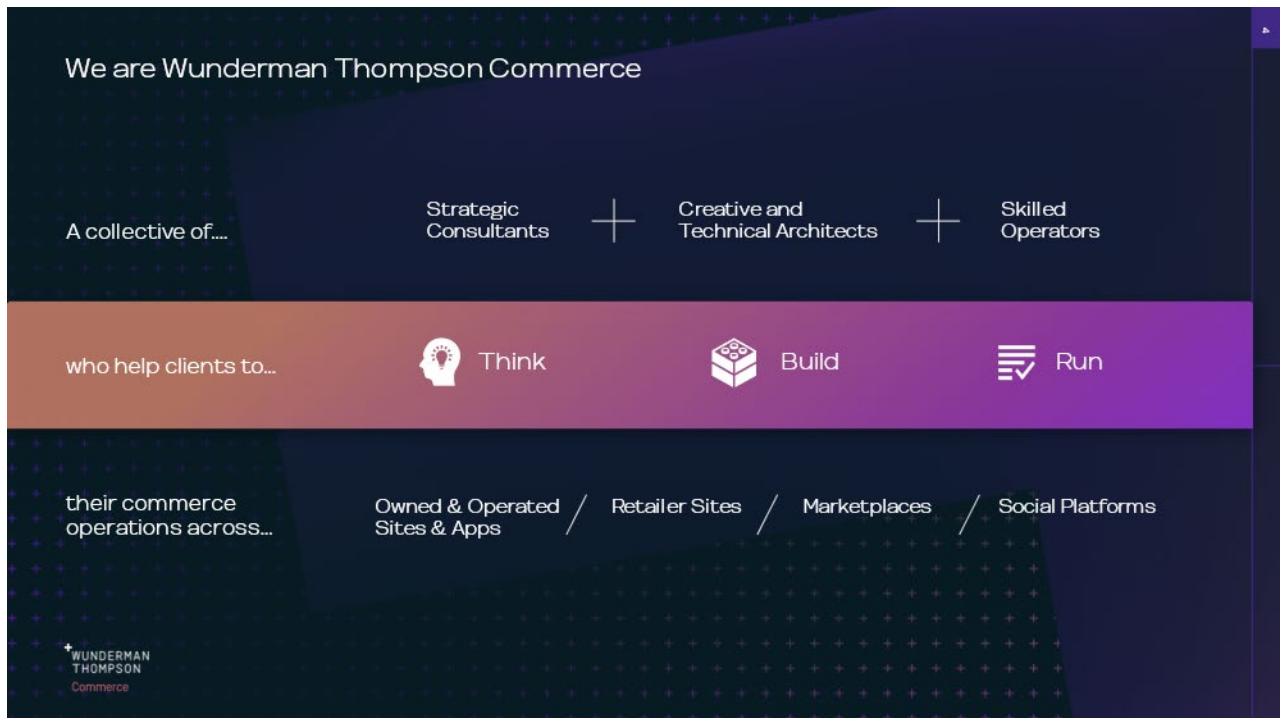 We are Wunderman Thompson Commerce
4
A collective of....
Strategic
Consultants
Creative and
Technical Architects
Skilled
Operators
who help clients to...
Think
Build
Run
their commerce
operations across...
Owned & Operated
Sites & Apps
/
Retailer Sites
/
Marketplaces
/
Social Platforms
WUNDERMAN
THOMPSON
Commerce